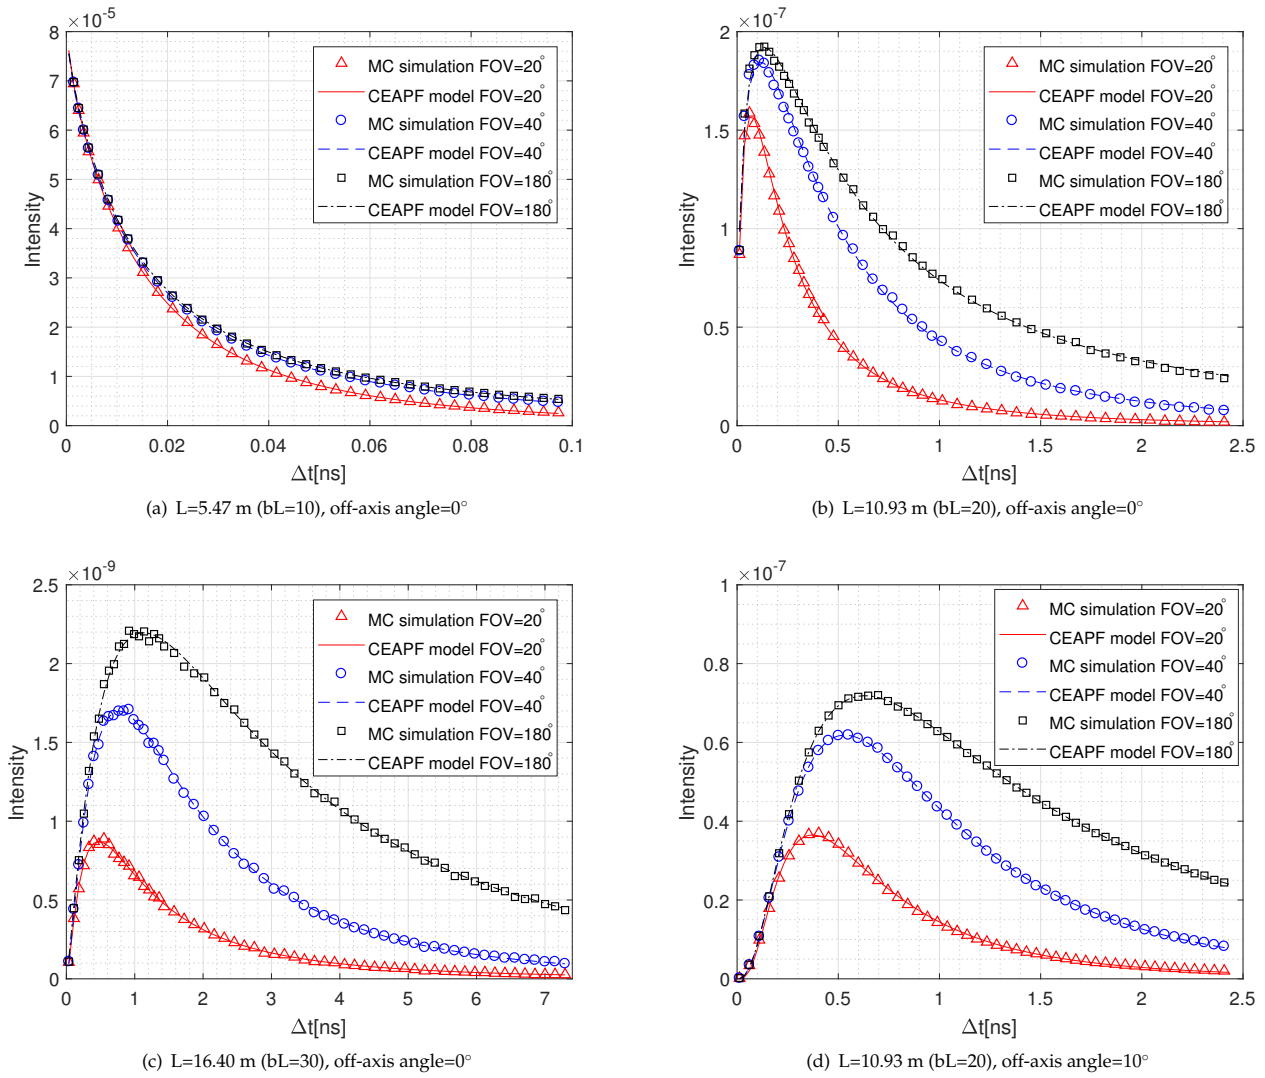 ×10⁻⁵
8
7
6
5
4
3
2
1
0
Intensity
MC simulation FOV=20°
CEAPF model FOV=20°
MC simulation FOV=40°
CEAPF model FOV=40°
MC simulation FOV=180°
CEAPF model FOV=180°
0 0.02 0.04 0.06 0.08 0.1
Δt[ns]
(a) L=5.47 m (bL=10), off-axis angle=0°
×10⁻⁷
2
1.5
1
0.5
0
Intensity
MC simulation FOV=20°
CEAPF model FOV=20°
MC simulation FOV=40°
CEAPF model FOV=40°
MC simulation FOV=180°
CEAPF model FOV=180°
0 0.5 1 1.5 2 2.5
Δt[ns]
(b) L=10.93 m (bL=20), off-axis angle=0°
×10⁻⁹
2.5
2
1.5
1
0.5
0
Intensity
MC simulation FOV=20°
CEAPF model FOV=20°
MC simulation FOV=40°
CEAPF model FOV=40°
MC simulation FOV=180°
CEAPF model FOV=180°
0 1 2 3 4 5 6 7
Δt[ns]
(c) L=16.40 m (bL=30), off-axis angle=0°
×10⁻⁷
1
0.8
0.6
0.4
0.2
0
Intensity
MC simulation FOV=20°
CEAPF model FOV=20°
MC simulation FOV=40°
CEAPF model FOV=40°
MC simulation FOV=180°
CEAPF model FOV=180°
0 0.5 1 1.5 2 2.5
Δt[ns]
(d) L=10.93 m (bL=20), off-axis angle=10°